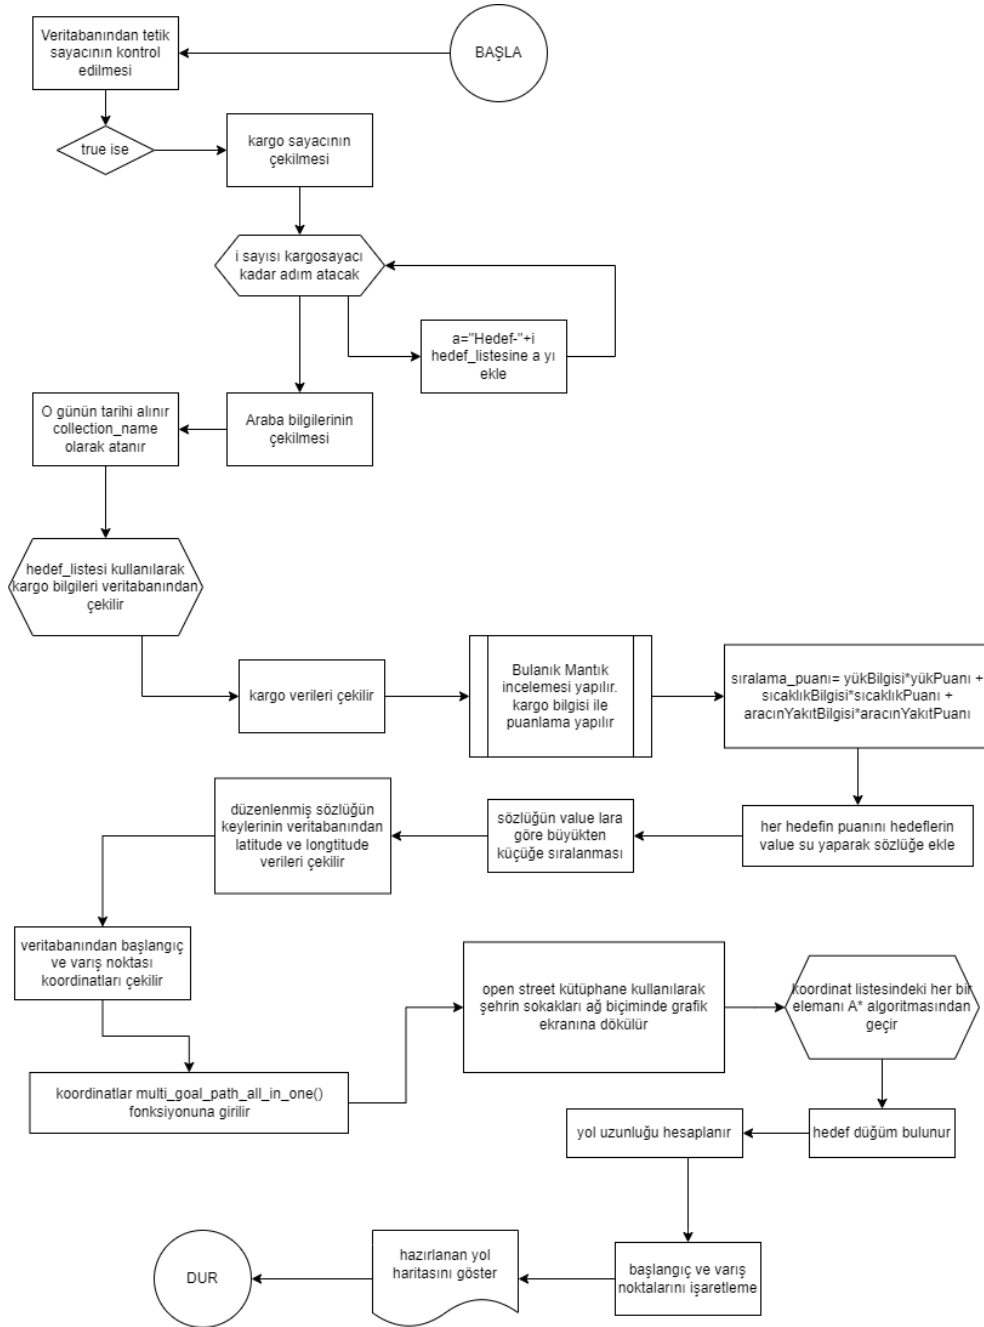 BAŞLA
Veritabanından tetik
sayacının kontrol
edilmesi
true ise
kargo sayacının
çekilmesi
i sayısı kargosayacı
kadar adım atacak
a="Hedef-"+i
hedef_listesine a yı
ekle
Araba bilgilerinin
çekilmesi
O günün tarihi alınır
collection_name
olarak atanır
hedef_listesi kullanılarak
kargo bilgileri veritabanından
çekilir
kargo verileri çekilir
Bulanık Mantık
incelemesi yapılır.
kargo bilgisi ile
puanlama yapılır
sıralama_puanı= yükBilgisi*yükPuanı +
sıcaklıkBilgisi*sıcaklıkPuanı +
aracınYakıtBilgisi*aracınYakıtPuanı
her hedefin puanını hedeflerin
value su yaparak sözlüğe ekle
sözlüğün value lara
göre büyükten
küçüğe sıralanması
düzenlenmiş sözlüğün
keylerinin veritabanından
latitude ve longtitude
verileri çekilir
veritabanından başlangıç
ve varış noktası
koordinatları çekilir
koordinatlar multi_goal_path_all_in_one()
fonksiyonuna girilir
open street kütüphane kullanılarak
şehrin sokakları ağ biçiminde grafik
ekranına dökülür
koordinat listesindeki her bir
elemanı A* algoritmasından
geçir
hedef düğüm bulunur
yol uzunluğu hesaplanır
başlangıç ve varış
noktalarını işaretleme
hazırlanan yol
haritasını göster
DUR